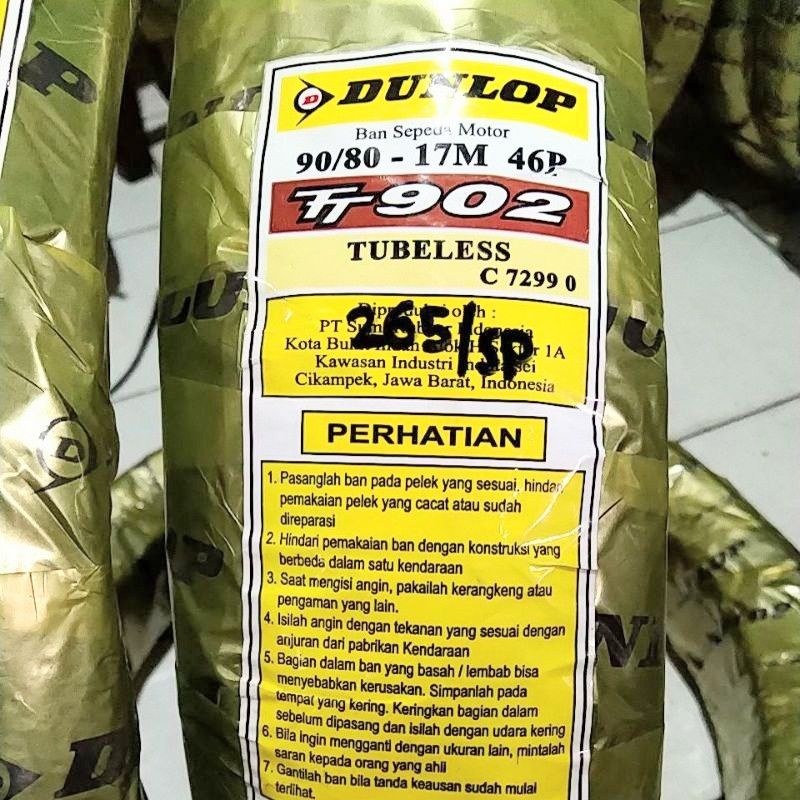 DUNLOP
Ban Sepeda Motor
90/80 - 17M 46P
TT902
TUBELESS
C 7299 0
Diproduksi oleh :
265/SP
PT Indonesia
Kota 1A
Kawasan Industri
Cikampek, Jawa Barat, Indonesia
PERHATIAN
1. Pasanglah ban pada pelek yang sesuai, hindari
pemakaian pelek yang cacat atau sudah
direparasi
2. Hindari pemakaian ban dengan konstruksi yang
berbeda dalam satu kendaraan
3. Saat mengisi angin, pakailah kerangkeng atau
pengaman yang lain.
4. Isilah angin dengan tekanan yang sesuai dengan
anjuran dari pabrikan Kendaraan
5. Bagian dalam ban yang basah / lembab bisa
menyebabkan kerusakan. Simpanlah pada
tempat yang kering. Keringkan bagian dalam
sebelum dipasang dan isilah dengan udara kering
6. Bila ingin mengganti dengan ukuran lain, mintalah
saran kepada orang yang ahli
7. Gantilah ban bila tanda keausan sudah mulai
terlihat.